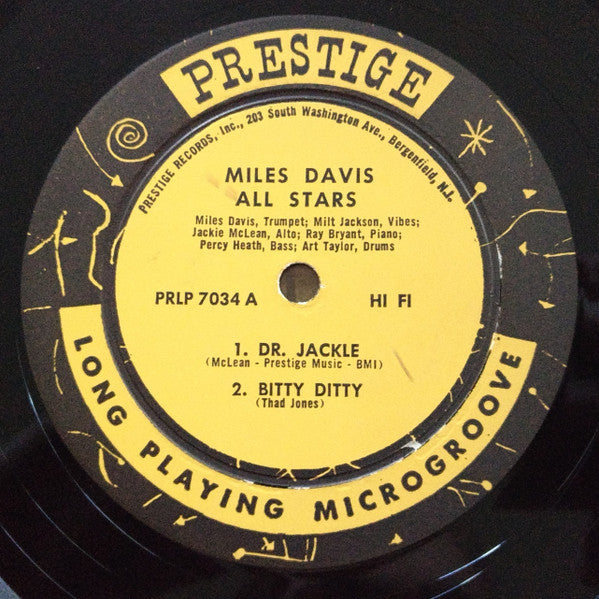 PRESTIGE
PRESTIGE RECORDS, Inc., 203 South Washington Ave., Bergenfield, N.J.
MILES DAVIS
ALL STARS
Miles Davis, Trumpet; Milt Jackson, Vibes;
Jackie McLean, Alto; Ray Bryant, Piano;
Percy Heath, Bass; Art Taylor, Drums
PRLP 7034 A HI FI
1. DR. JACKLE
(McLean - Prestige Music - BMI)
2. BITTY DITTY
(Thad Jones)
LONG PLAYING MICROGROOVE